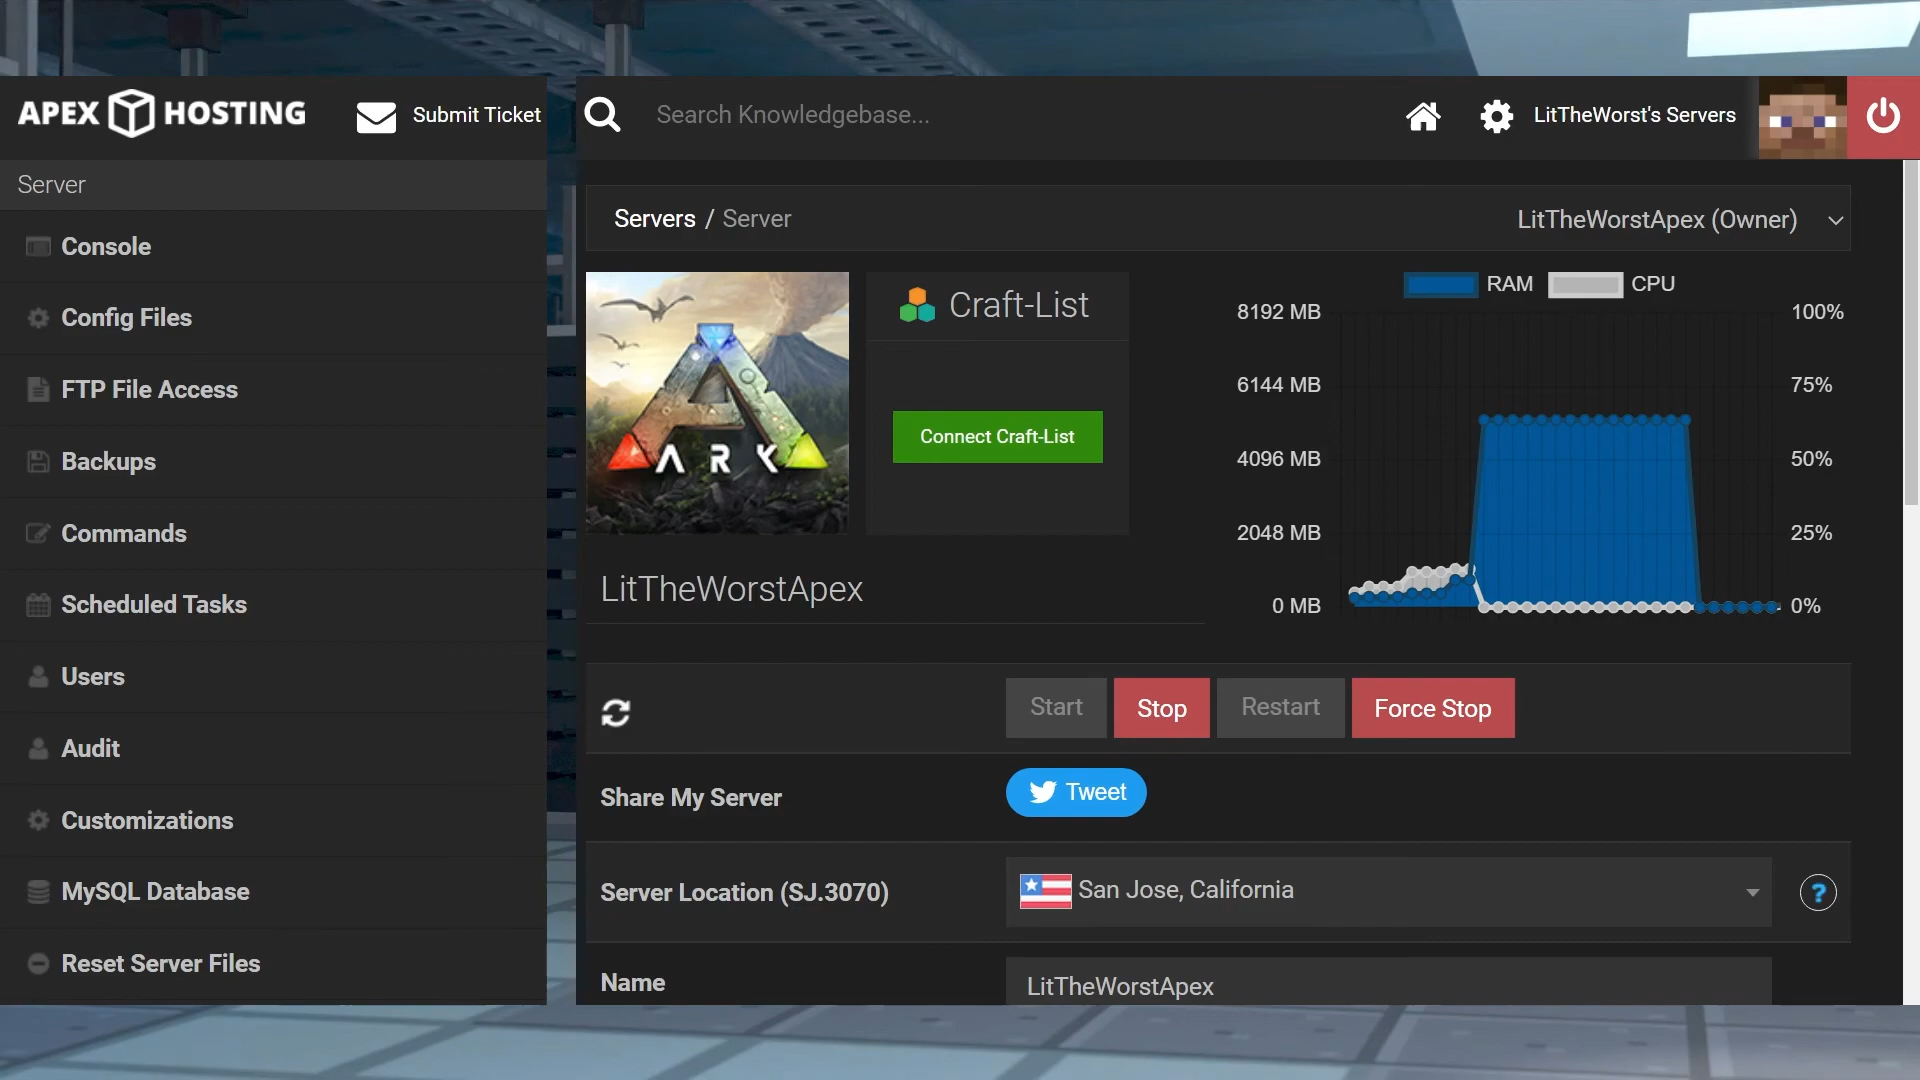 APEX HOSTING
Submit Ticket
Search Knowledgebase...
LitTheWorst's Servers
Server
Console
Config Files
FTP File Access
Backups
Commands
Scheduled Tasks
Users
Audit
Customizations
MySQL Database
Reset Server Files
Servers / Server
LitTheWorstApex (Owner)
ARK
Craft-List
Connect Craft-List
RAM
CPU
8192 MB
100%
6144 MB
75%
4096 MB
50%
2048 MB
25%
0 MB
0%
LitTheWorstApex
Start
Stop
Restart
Force Stop
Share My Server
Tweet
Server Location (SJ.3070)
San Jose, California
?
Name
LitTheWorstApex